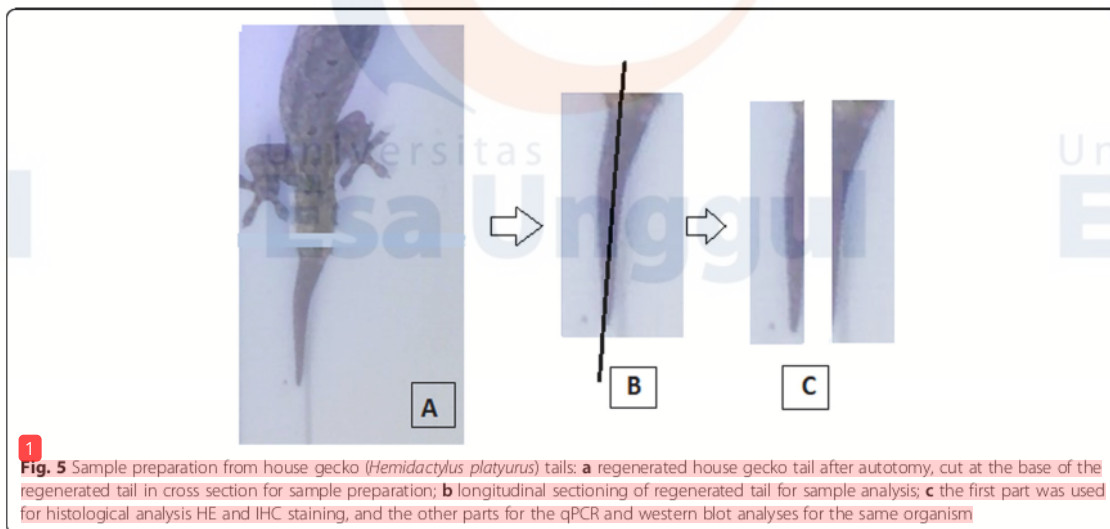 Universitas
Esa Unggul
A
B
C
1
Fig. 5 Sample preparation from house gecko (Hemidactylus platyurus) tails: a regenerated house gecko tail after autotomy, cut at the base of the
regenerated tail in cross section for sample preparation; b longitudinal sectioning of regenerated tail for sample analysis; c the first part was used
for histological analysis HE and IHC staining, and the other parts for the qPCR and western blot analyses for the same organism